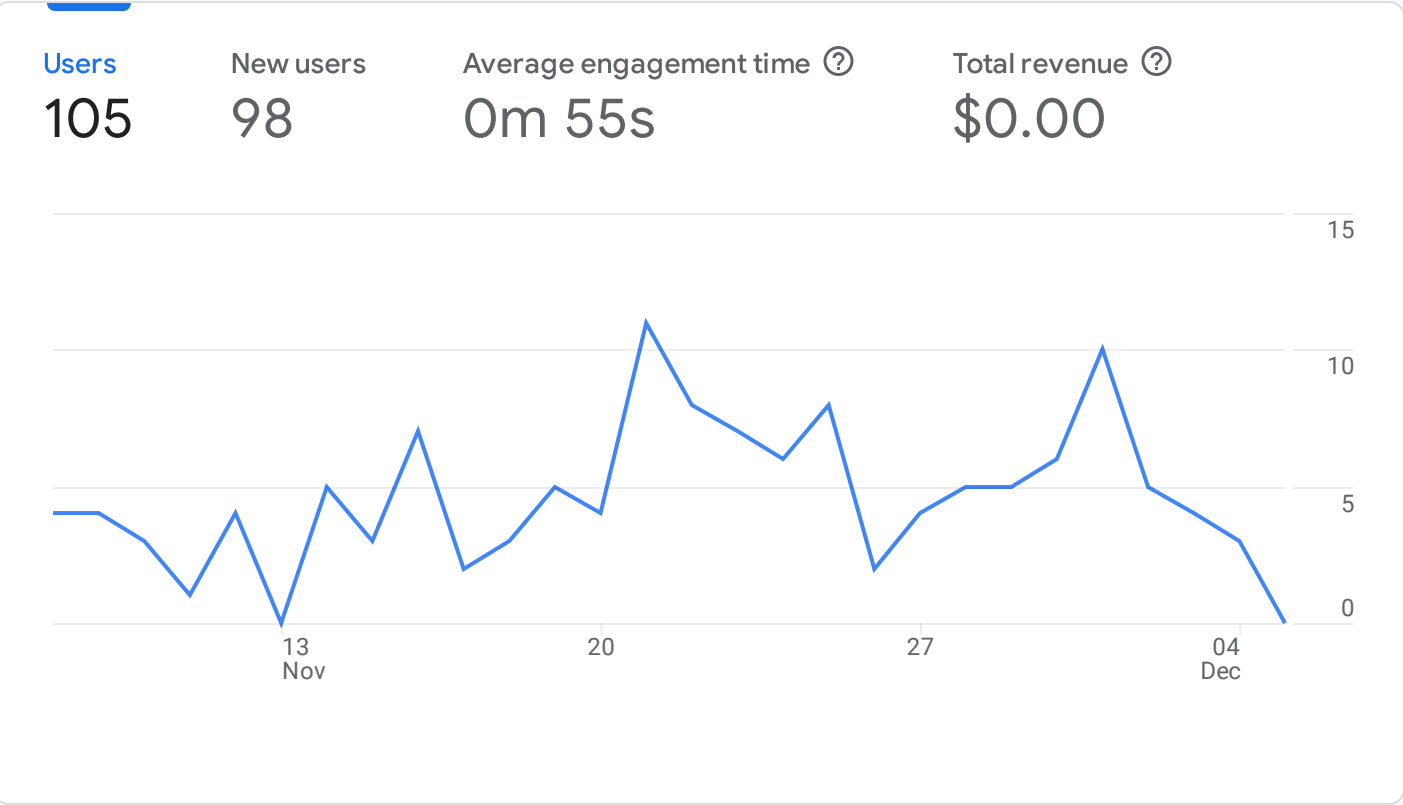 Users New users Average engagement time Total revenue
105 98 0m 55s $0.00
15
10
5
0
13 20 27 04
Nov Dec